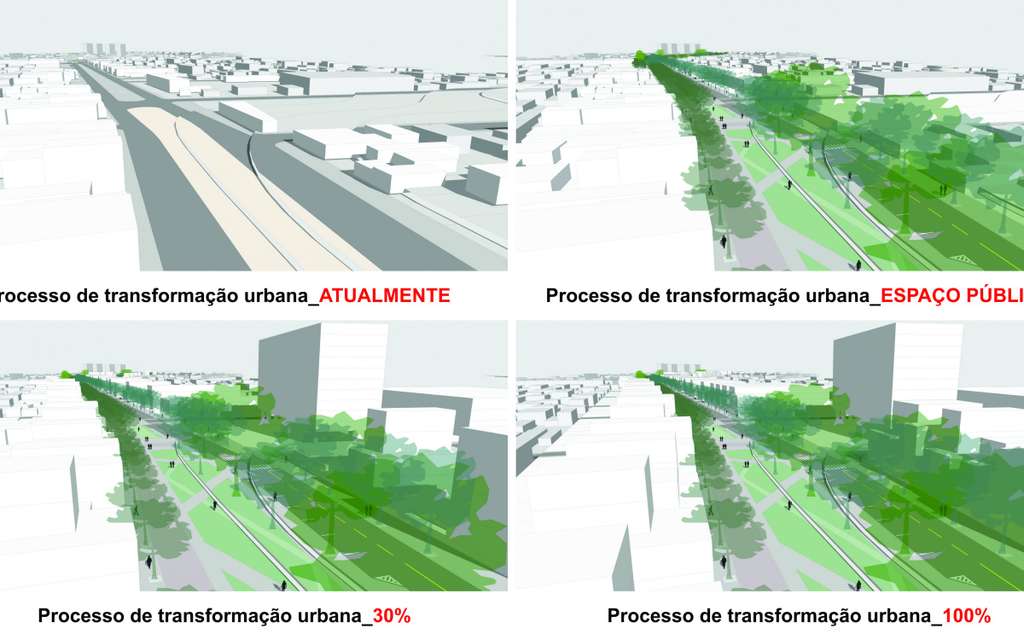 rocesso de transformação urbana_ATUALMENTE
Processo de transformação urbana_ESPAÇO PÚBLI
Processo de transformação urbana_30%
Processo de transformação urbana_100%